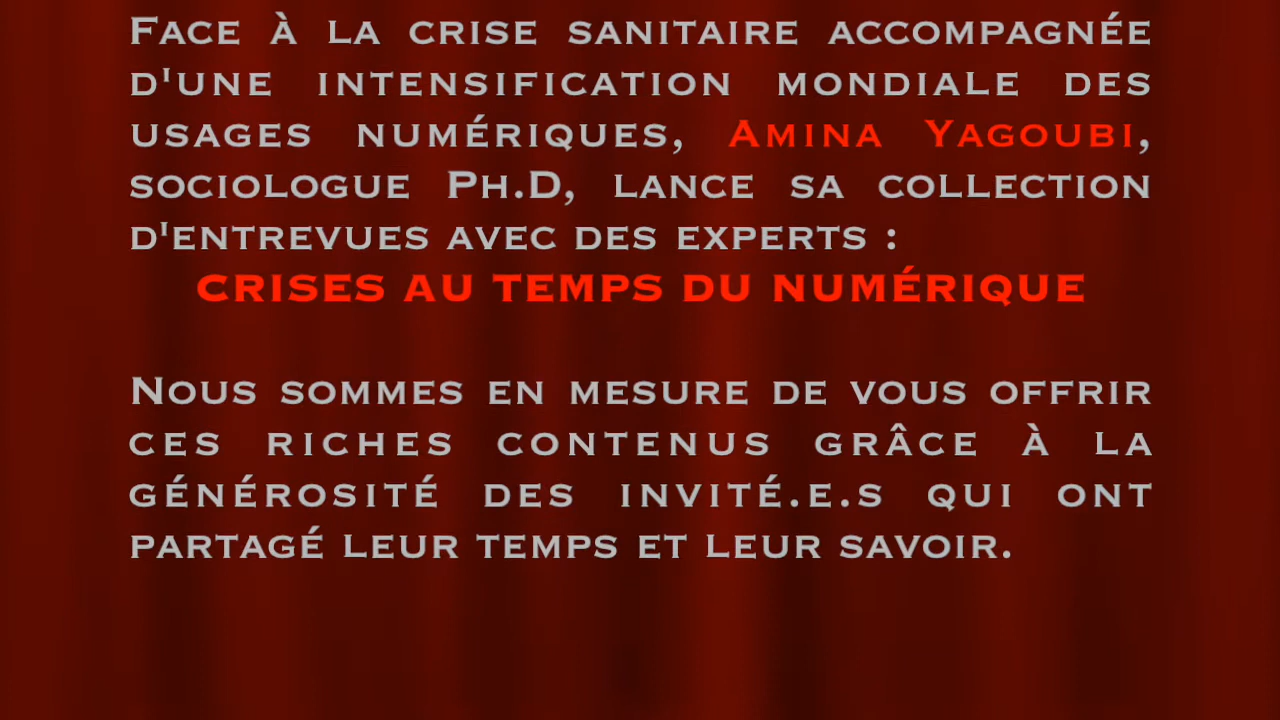 FACE À LA CRISE SANITAIRE ACCOMPAGNÉE
D'UNE INTENSIFICATION MONDIALE DES
USAGES NUMÉRIQUES, AMINA YAGOUBI,
SOCIOLOGUE PH.D, LANCE SA COLLECTION
D'ENTREVUES AVEC DES EXPERTS :
CRISES AU TEMPS DU NUMÉRIQUE
NOUS SOMMES EN MESURE DE VOUS OFFRIR
CES RICHES CONTENUS GRÂCE À LA
GÉNÉROSITÉ DES INVITÉ.E.S QUI ONT
PARTAGÉ LEUR TEMPS ET LEUR SAVOIR.